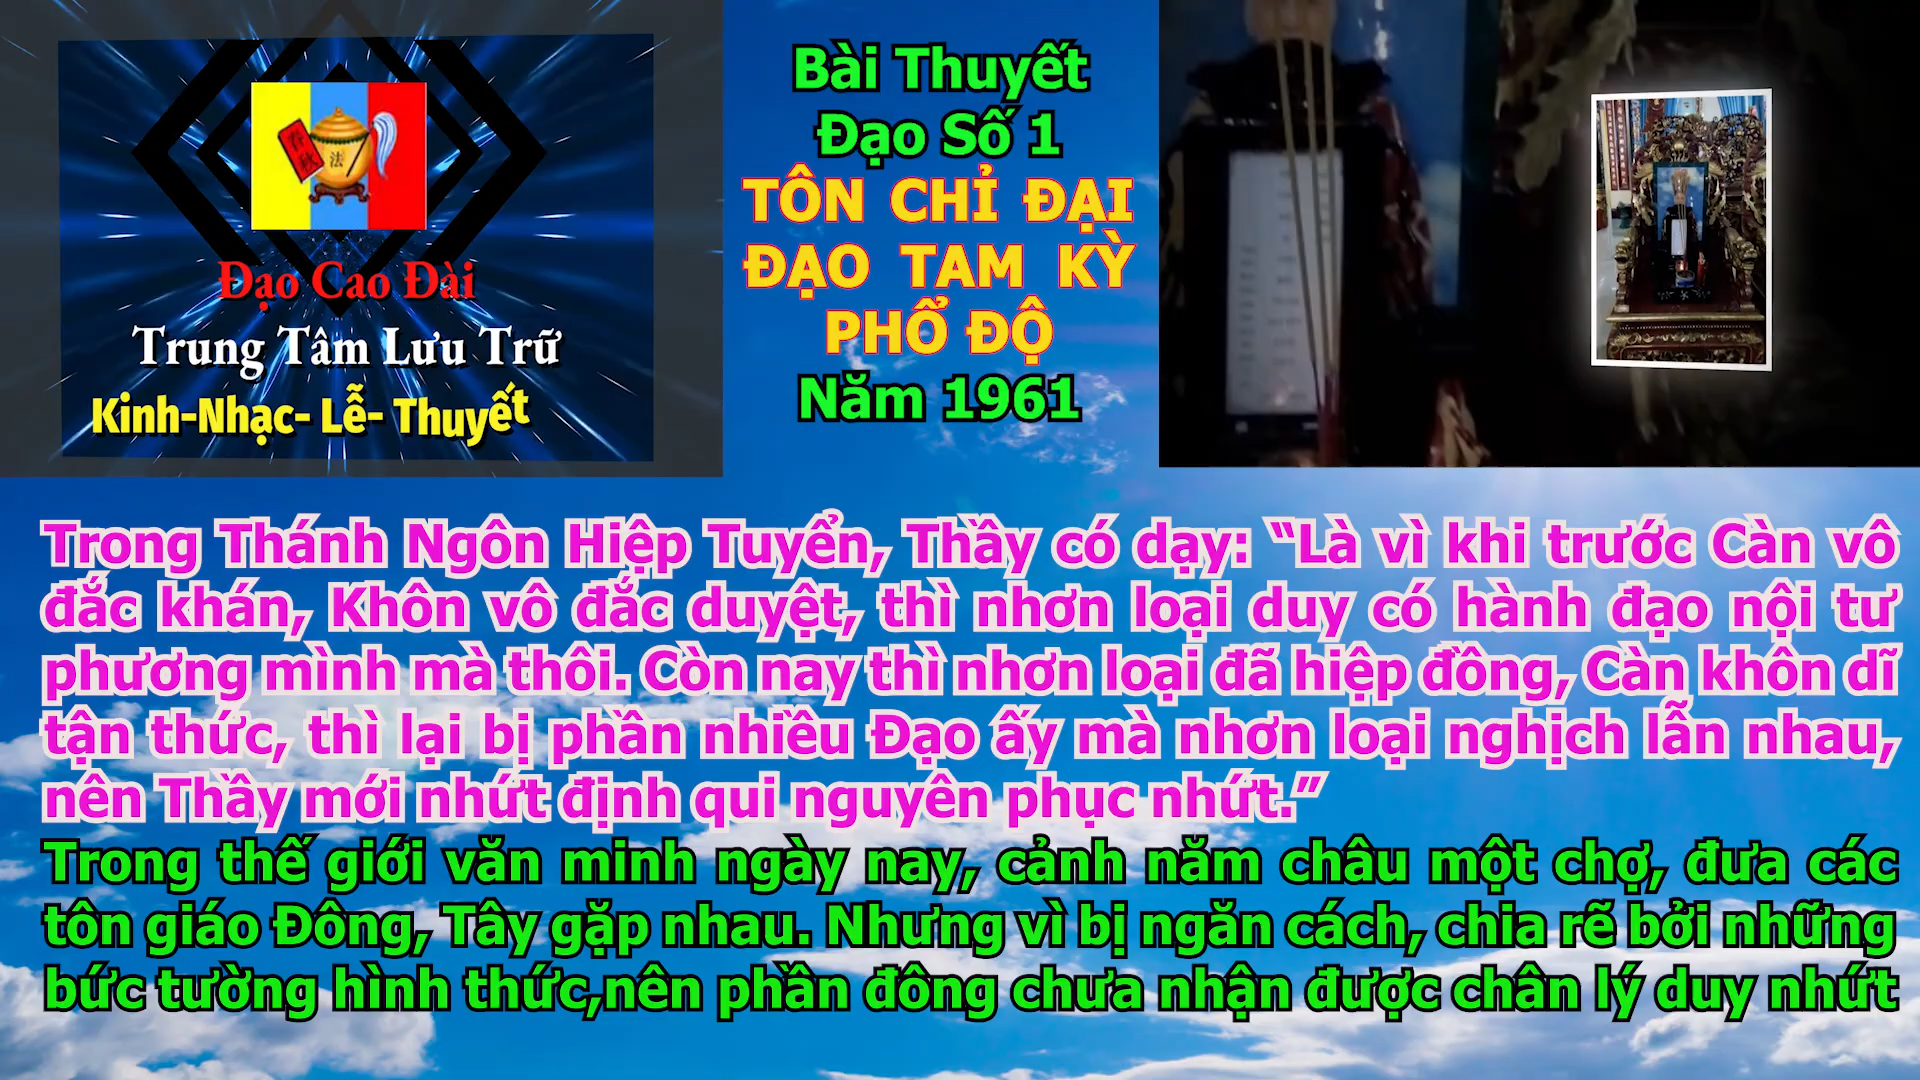 春秋
法
Đạo Cao Đài
Trung Tâm Lưu Trữ
Kinh-Nhạc- Lễ- Thuyết
Bài Thuyết
Đạo Số 1
TÔN CHỈ ĐẠI
ĐẠO TAM KỲ
PHỔ ĐỘ
Năm 1961
Trong Thánh Ngôn Hiệp Tuyển, Thầy có dạy: “Là vì khi trước Càn vô
đắc khán, Khôn vô đắc duyệt, thì nhơn loại duy có hành đạo nội tư
phương mình mà thôi. Còn nay thì nhơn loại đã hiệp đồng, Càn khôn dĩ
tận thức, thì lại bị phần nhiều Đạo ấy mà nhơn loại nghịch lẫn nhau,
nên Thầy mới nhứt định qui nguyên phục nhứt.”
Trong thế giới văn minh ngày nay, cảnh năm châu một chợ, đưa các
tôn giáo Đông, Tây gặp nhau. Nhưng vì bị ngăn cách, chia rẽ bởi những
bức tường hình thức,nên phần đông chưa nhận được chân lý duy nhứt